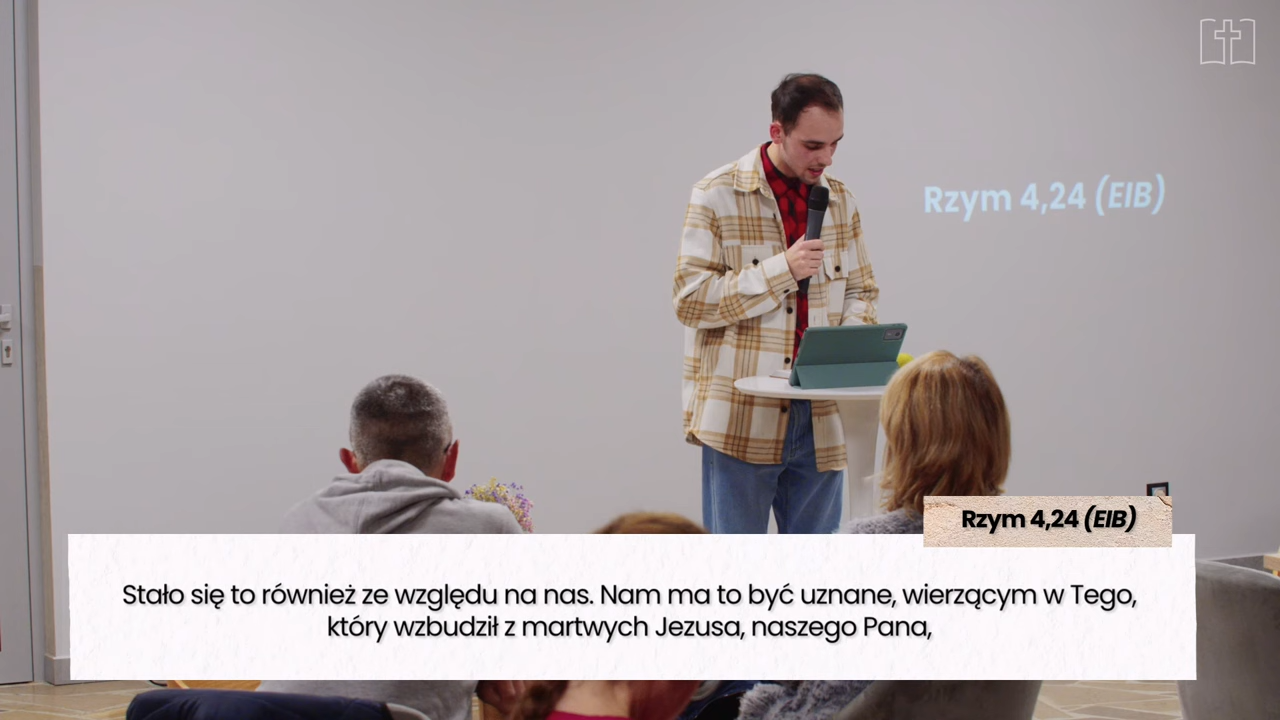 Rzym 4,24 (EIB)
Rzym 4,24 (EIB)
Stało się to również ze względu na nas. Nam ma to być uznane, wierzącym w Tego,
który wzbudził z martwych Jezusa, naszego Pana,